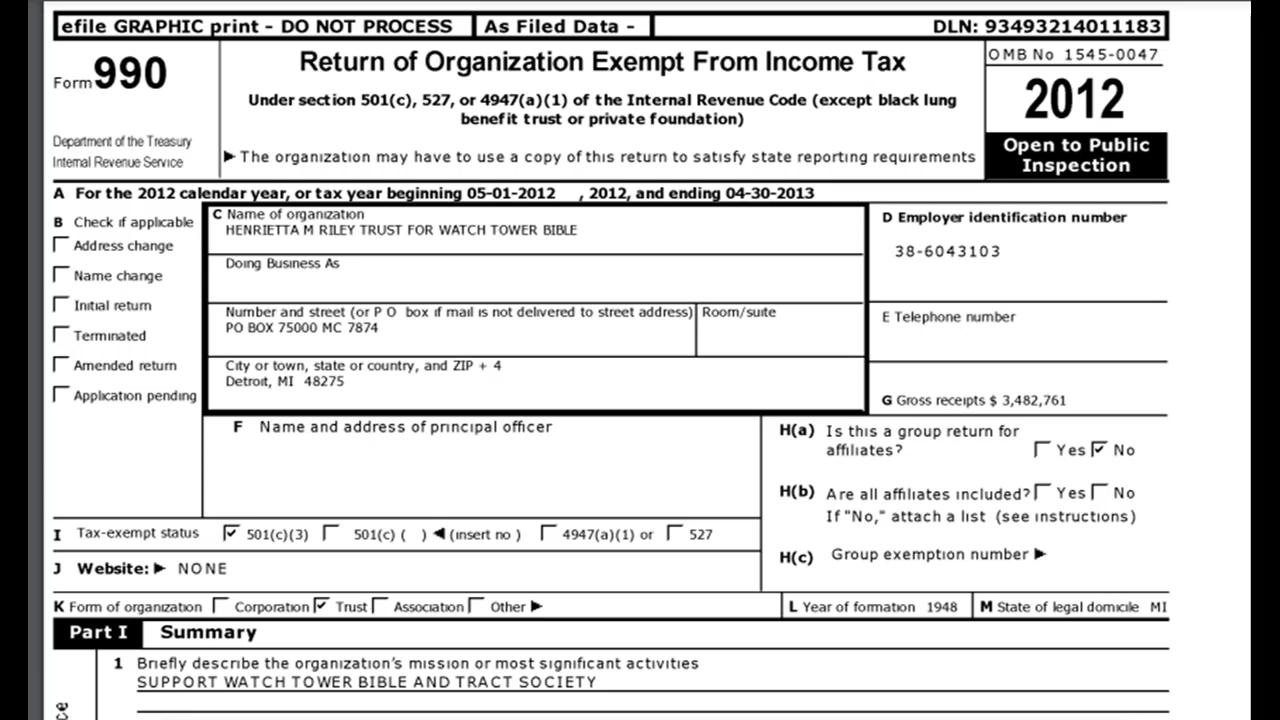 efile GRAPHIC print - DO NOT PROCESS As Filed Data - DLN: 93493214011183
Form 990
Department of the Treasury
Internal Revenue Service
Return of Organization Exempt From Income Tax
Under section 501(c), 527, or 4947(a)(1) of the Internal Revenue Code (except black lung
benefit trust or private foundation)
▶ The organization may have to use a copy of this return to satisfy state reporting requirements
OMB No 1545-0047
2012
Open to Public
Inspection
A For the 2012 calendar year, or tax year beginning 05-01-2012 , 2012, and ending 04-30-2013
B Check if applicable
Address change
Name change
Initial return
Terminated
Amended return
Application pending
C Name of organization
HENRIETTA M RILEY TRUST FOR WATCH TOWER BIBLE
Doing Business As
Number and street (or P O box if mail is not delivered to street address) Room/suite
PO BOX 75000 MC 7874
City or town, state or country, and ZIP + 4
Detroit, MI 48275
D Employer identification number
38-6043103
E Telephone number
G Gross receipts $ 3,482,761
F Name and address of principal officer
H(a) Is this a group return for
affiliates? Yes No
H(b) Are all affiliates included? Yes No
If "No," attach a list (see instructions)
H(c) Group exemption number ▶
I Tax-exempt status 501(c)(3) 501(c) ( ) ◀ (insert no ) 4947(a)(1) or 527
J Website: ▶ NONE
K Form of organization Corporation Trust Association Other ▶
L Year of formation 1948 M State of legal domicile MI
Part I Summary
1 Briefly describe the organization's mission or most significant activities
SUPPORT WATCH TOWER BIBLE AND TRACT SOCIETY